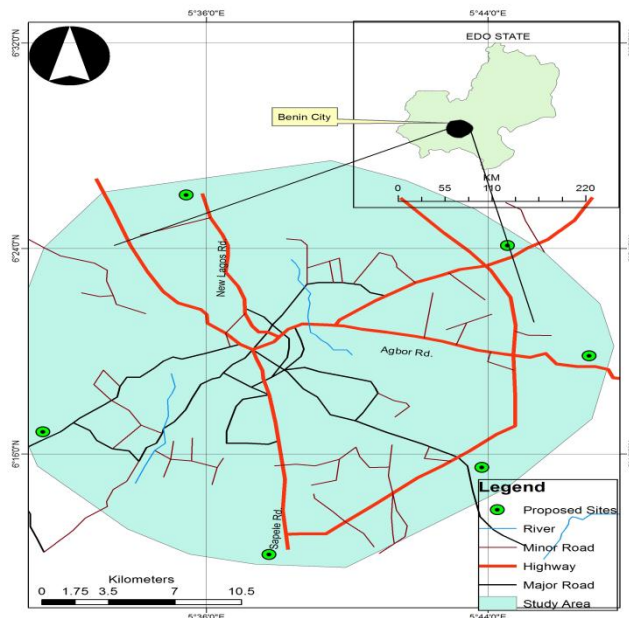 5°36'0"E
5°44'0"E
6°32'0"
EDO STATE
Benin City
KM
0 55 110 220
6°24'0"
New Lagos Rd.
Agbor Rd.
6°16'0"
Sapele Rd.
Legend
Proposed Sites
River
Minor Road
Highway
Major Road
Study Area
Kilometers
0 1.75 3.5 7 10.5
5°36'0"E
5°44'0"E